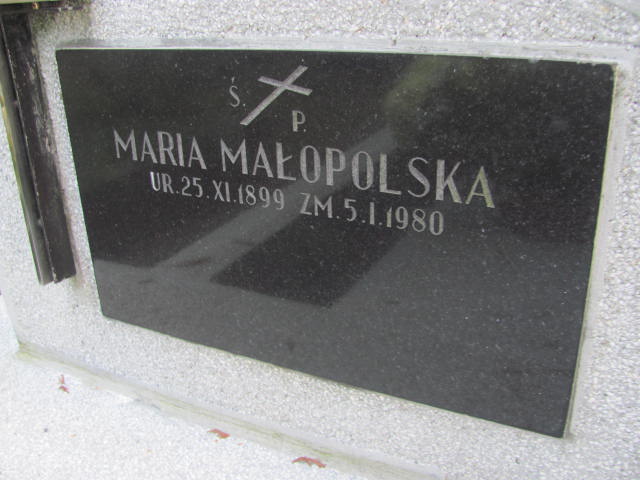 Ś. P.
MARIA MAŁOPOLSKA
UR. 25. XI. 1899 ZM. 5. I. 1980